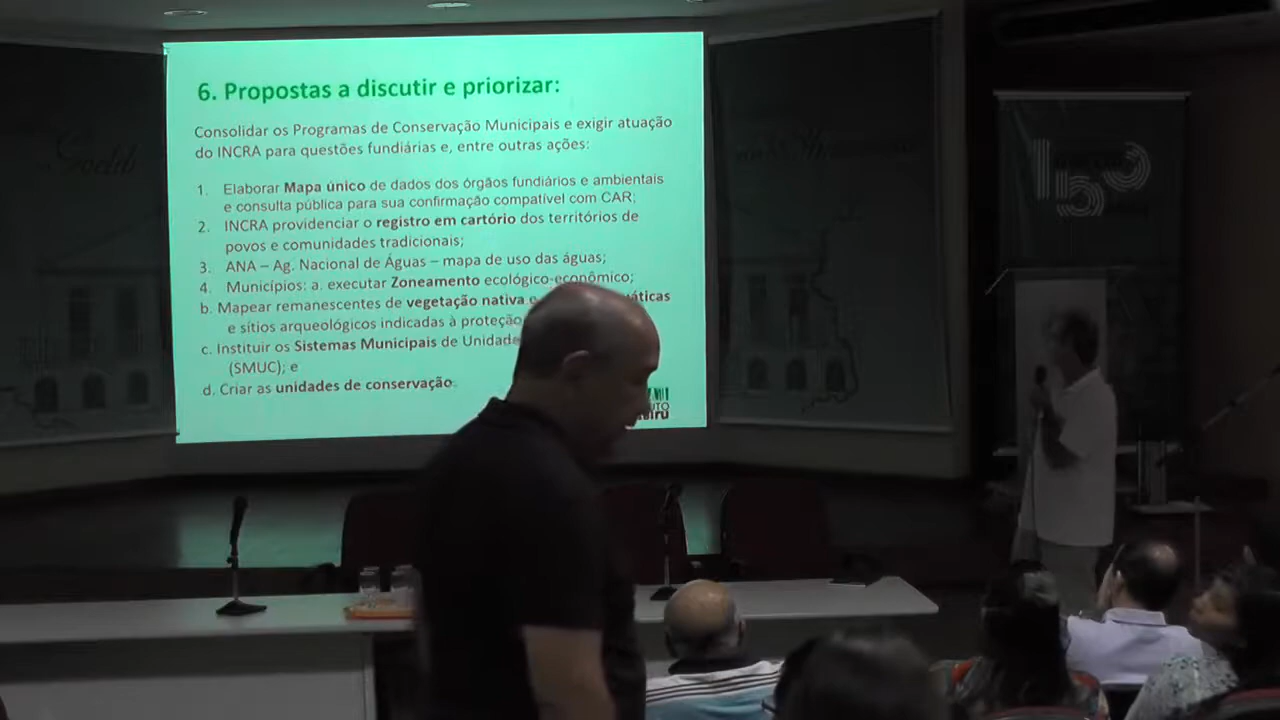 6. Propostas a discutir e priorizar:
Consolidar os Programas de Conservação Municipais e exigir atuação
do INCRA para questões fundiárias e, entre outras ações:
1. Elaborar Mapa único de dados dos órgãos fundiários e ambientais
e consulta pública para sua confirmação compatível com CAR;
2. INCRA providenciar o registro em cartório dos territórios de
povos e comunidades tradicionais;
3. ANA – Ag. Nacional de Águas – mapa de uso das águas;
4. Municípios: a. executar Zoneamento ecológico-econômico;
b. Mapear remanescentes de vegetação nativa
e sítios arqueológicos indicadas à proteção
c. Instituir os Sistemas Municipais de
(SMUC); e
d. Criar as unidades de conservação.